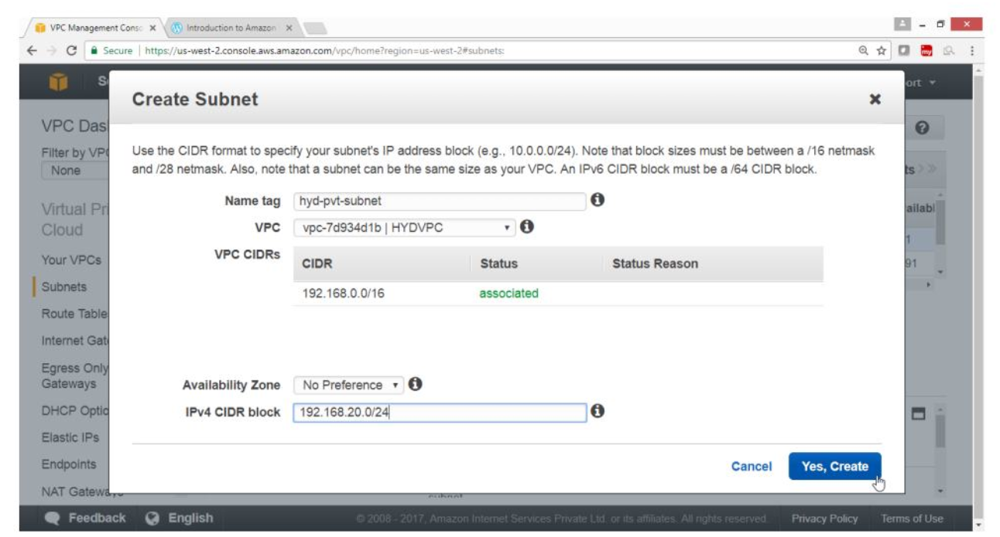 VPC Management Conso
Introduction to Amazon
Secure | https://us-west-2.console.aws.amazon.com/vpc/home?region=us-west-2#subnets:
my
S
ort
Create Subnet
VPC Das
Filter by VPC
None
Use the CIDR format to specify your subnet's IP address block (e.g., 10.0.0.0/24). Note that block sizes must be between a /16 netmask
and /28 netmask. Also, note that a subnet can be the same size as your VPC. An IPv6 CIDR block must be a /64 CIDR block.
ts
Name tag hyd-pvt-subnet
Virtual Pri
Cloud
ailabl
VPC vpc-7d934d1b | HYDVPC
1
Your VPCs
VPC CIDRs
CIDR Status Status Reason
91
Subnets
192.168.0.0/16 associated
Route Table
Internet Gat
Egress Only
Gateways
Availability Zone No Preference
DHCP Optio
IPv4 CIDR block 192.168.20.0/24
Elastic IPs
Endpoints
Cancel Yes, Create
NAT Gateways
subnet
Feedback English © 2008 - 2017, Amazon Internet Services Private Ltd. or its affiliates. All rights reserved. Privacy Policy Terms of Use